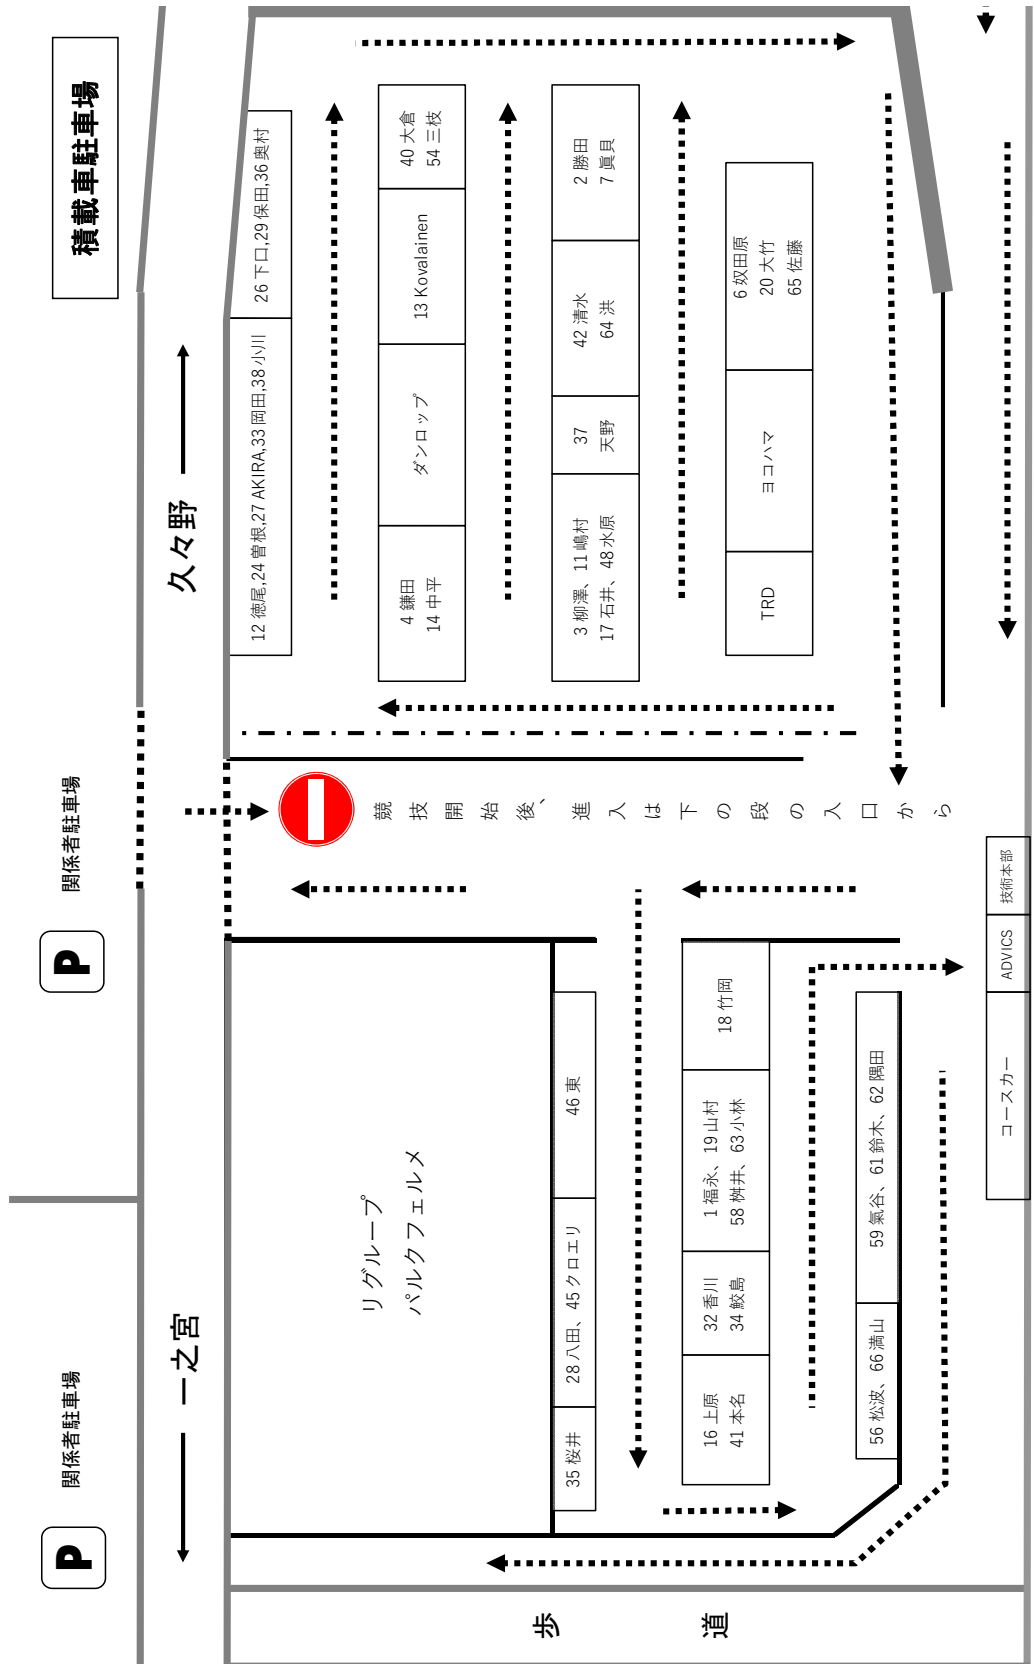 積載車駐車場
関係者駐車場
P
関係者駐車場
P
久々野
一之宮
12 徳尾,24 曽根,27 AKIRA,33 岡田,38 小川
26 下口,29 保田,36 奥村
4 鎌田
14 中平
ダンロップ
13 Kovalainen
40 大倉
54 三枝
3 柳澤、11 嶋村
17 石井、48 水原
37
天野
42 清水
64 洪
2 勝田
7 眞貝
TRD
ヨコハマ
6 奴田原
20 大竹
65 佐藤
競技開始後、進入は下の段の入口から
リグループ
パルクフェルメ
35 桜井
28 八田、45 クロエリ
46 東
16 上原
41 本名
32 香川
34 鮫島
1 福永、19 山村
58 桝井、63 小林
18 竹岡
56 松波、66 満山
59 氣谷、61 鈴木、62 隅田
コースカー
ADVICS
技術本部
歩道